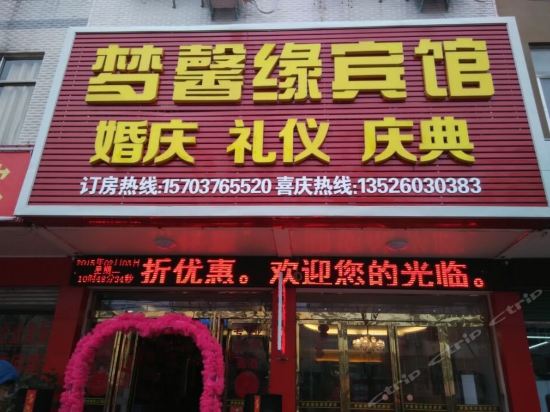 梦馨缘宾馆
婚庆 礼仪 庆典
订房热线:15703765520 喜庆热线:13526030383
折优惠。欢迎您的光临。
ctrip